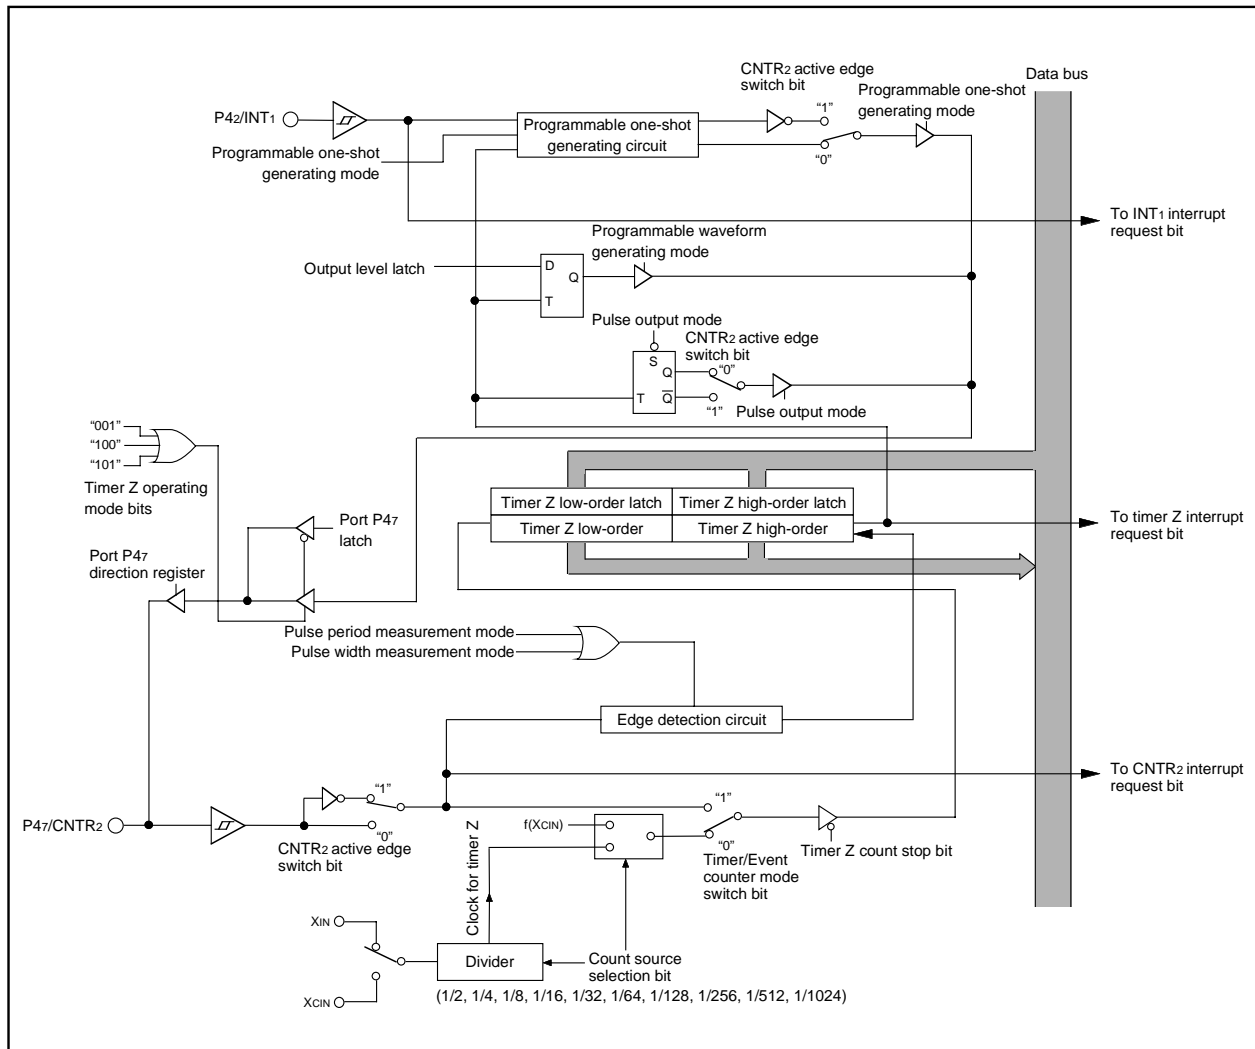 CNTR2 active edge
switch bit
Data bus
Programmable one-shot
generating mode
"1"
P42/INT1
Programmable one-shot
generating circuit
Programmable one-shot
generating mode
"0"
To INT1 interrupt
request bit
Programmable waveform
generating mode
Output level latch
D
Q
T
Pulse output mode
CNTR2 active edge
switch bit
S
Q
"0"
T
Q
"1"
Pulse output mode
"001"
"100"
"101"
Timer Z operating
mode bits
Timer Z low-order latch
Timer Z high-order latch
Timer Z low-order
Timer Z high-order
To timer Z interrupt
request bit
Port P47
latch
Port P47
direction register
Pulse period measurement mode
Pulse width measurement mode
Edge detection circuit
To CNTR2 interrupt
request bit
"1"
P47/CNTR2
"0"
CNTR2 active edge
switch bit
"1"
f(XCIN)
"0"
Timer/Event
counter mode
switch bit
Timer Z count stop bit
Clock for timer Z
XIN
Divider
Count source
selection bit
XCIN
(1/2, 1/4, 1/8, 1/16, 1/32, 1/64, 1/128, 1/256, 1/512, 1/1024)